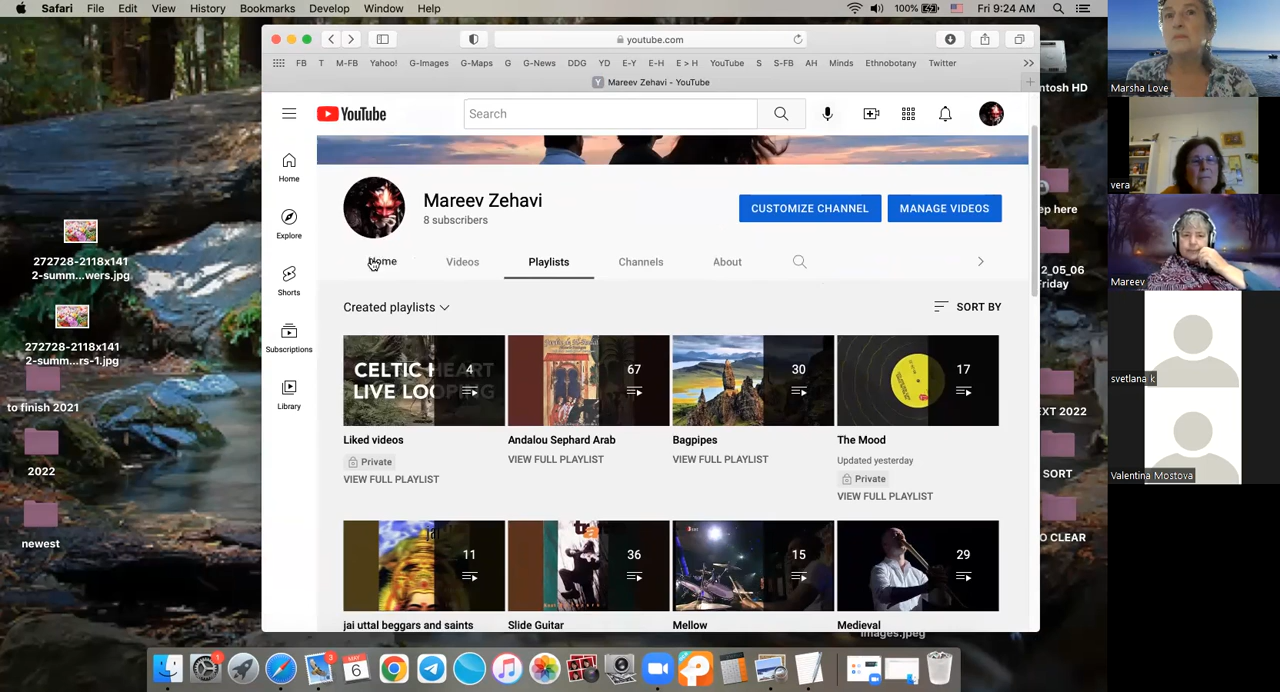 Safari File Edit View History Bookmarks Develop Window Help
100% Fri 9:24 AM
youtube.com
FB T M-FB Yahoo! G-Images G-Maps G G-News DDG YD E-Y E-H E > H YouTube S S-FB AH Minds Ethnobotany Twitter
Mareev Zehavi - YouTube
YouTube
Search
Home
Explore
Shorts
Subscriptions
Library
Mareev Zehavi
8 subscribers
CUSTOMIZE CHANNEL
MANAGE VIDEOS
Home Videos Playlists Channels About
Created playlists
SORT BY
CELTIC HEART
LIVE LOOPING
4
67
30
17
Liked videos
Private
VIEW FULL PLAYLIST
Andalou Sephard Arab
VIEW FULL PLAYLIST
Bagpipes
VIEW FULL PLAYLIST
The Mood
Updated yesterday
Private
VIEW FULL PLAYLIST
11
36
15
29
jai uttal beggars and saints
Slide Guitar
Mellow
Medieval
272728-2118x141
2-summ...wers.jpg
272728-2118x141
2-summ...rs-1.jpg
to finish 2021
2022
newest
ntosh HD
ep here
2_05_06
Friday
EXT 2022
SORT
O CLEAR
images.jpeg
Marsha Love
vera
Mareev
svetlana k
Valentina Mostova
1
3
MAY
6